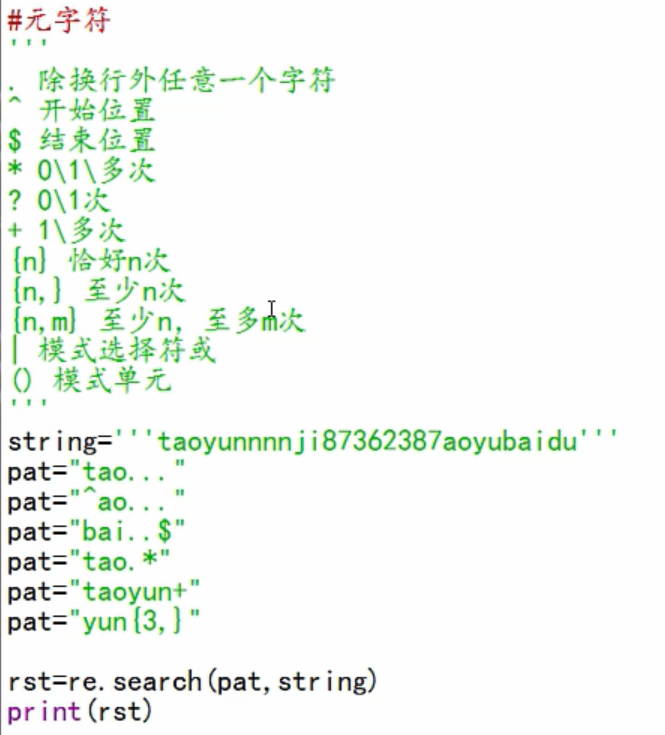 #元字符
'''
. 除换行外任意一个字符
^ 开始位置
$ 结束位置
* 0\1\多次
? 0\1次
+ 1\多次
{n} 恰好n次
{n,} 至少n次
{n,m} 至少n, 至多m次
| 模式选择符或
() 模式单元
'''
string='''taoyunnnnji87362387aoyubaidu'''
pat="tao..."
pat="^ao..."
pat="bai..$"
pat="tao.*"
pat="taoyun+"
pat="yun{3,}"
rst=re.search(pat,string)
print(rst)